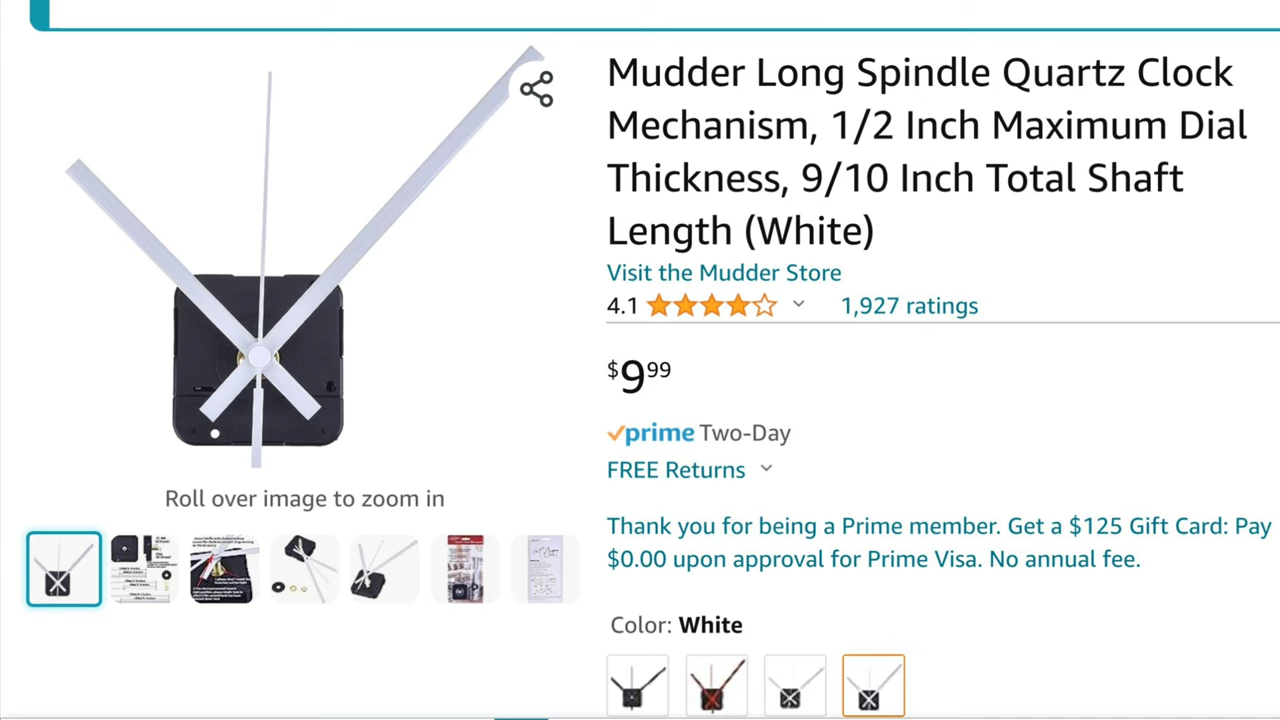 Mudder Long Spindle Quartz Clock
Mechanism, 1/2 Inch Maximum Dial
Thickness, 9/10 Inch Total Shaft
Length (White)
Visit the Mudder Store
4.1
1,927 ratings
$9.99
prime Two-Day
FREE Returns
Thank you for being a Prime member. Get a $125 Gift Card: Pay
$0.00 upon approval for Prime Visa. No annual fee.
Color: White
Roll over image to zoom in